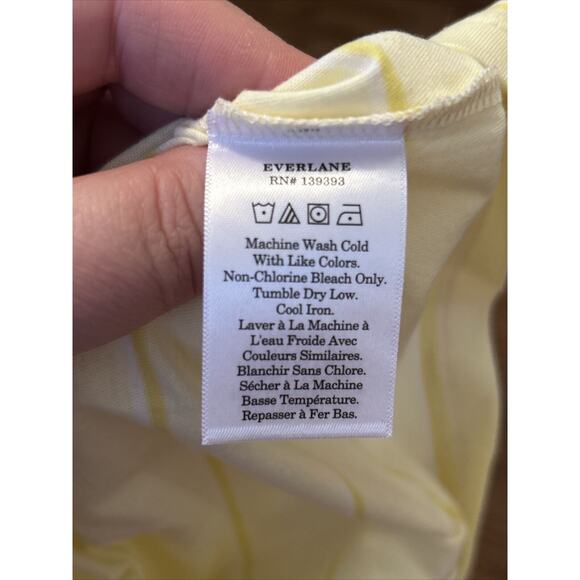 EVERLANE
RN# 139393
Machine Wash Cold
With Like Colors.
Non-Chlorine Bleach Only.
Tumble Dry Low.
Cool Iron.
Laver à La Machine à
L'eau Froide Avec
Couleurs Similaires.
Blanchir Sans Chlore.
Sécher à La Machine
Basse Température.
Repasser à Fer Bas.